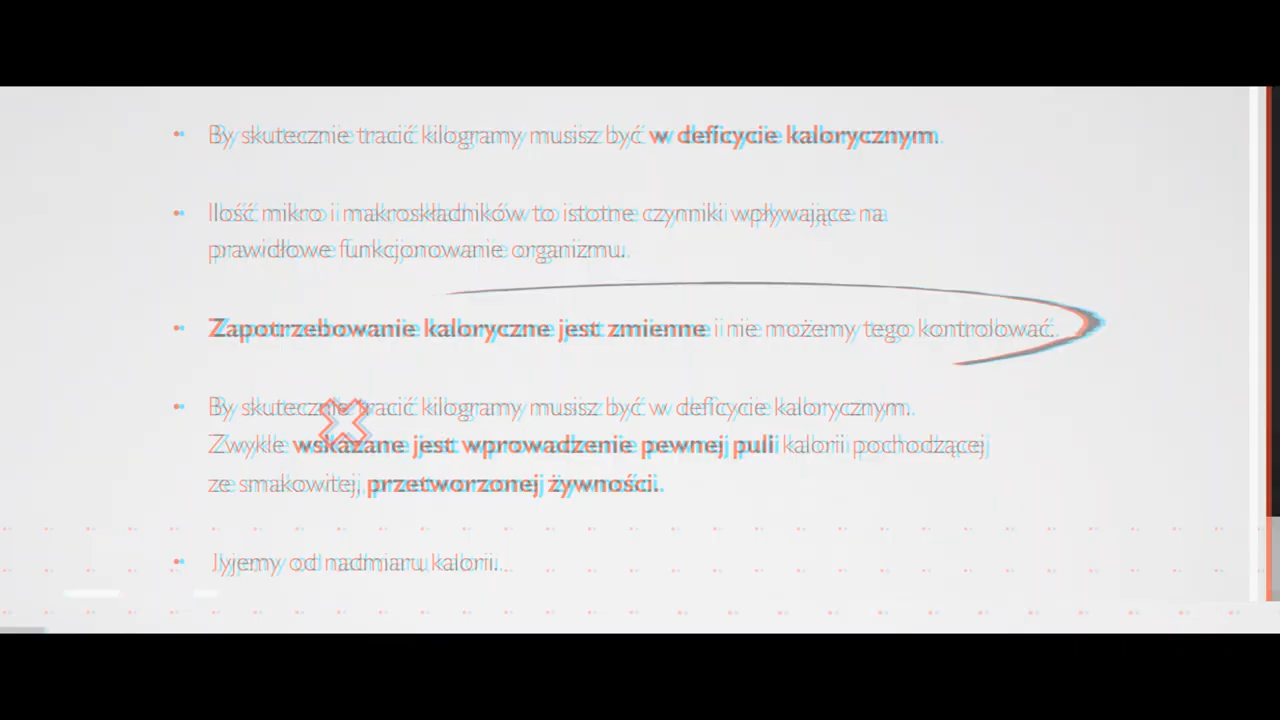 • By skutecznie tracić kilogramy musisz być w deficycie kalorycznym.
• Ilość mikro i makroskładników to istotne czynniki wpływające na
prawidłowe funkcjonowanie organizmu.
• Zapotrzebowanie kaloryczne jest zmienne i nie możemy tego kontrolować.
• By skutecznie tracić kilogramy musisz być w deficycie kalorycznym.
Zwykle wskazane jest wprowadzenie pewnej puli kalorii pochodzącej
ze smakowitej, przetworzonej żywności.
• Jyjemy od nadmiaru kalorii.